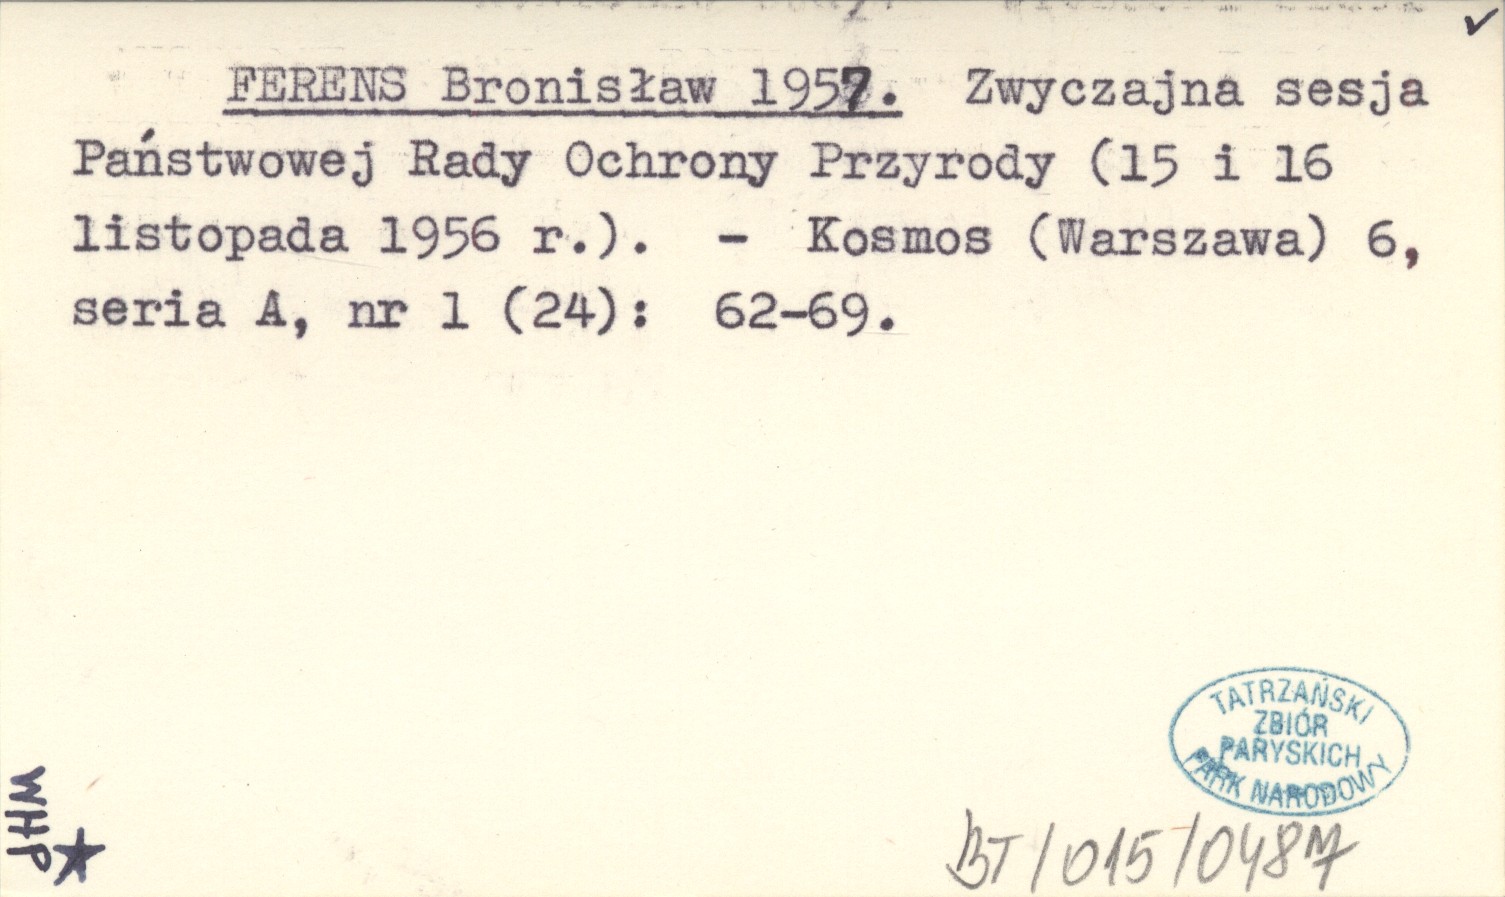 FERENS Bronisław 1957. Zwyczajna sesja
Państwowej Rady Ochrony Przyrody (15 i 16
listopada 1956 r.). - Kosmos (Warszawa) 6,
seria A, nr 1 (24): 62-69.
TATRZAŃSKI
ZBIÓR
PARYSKICH
PARK NARODOWY
WHP
BT/015/048